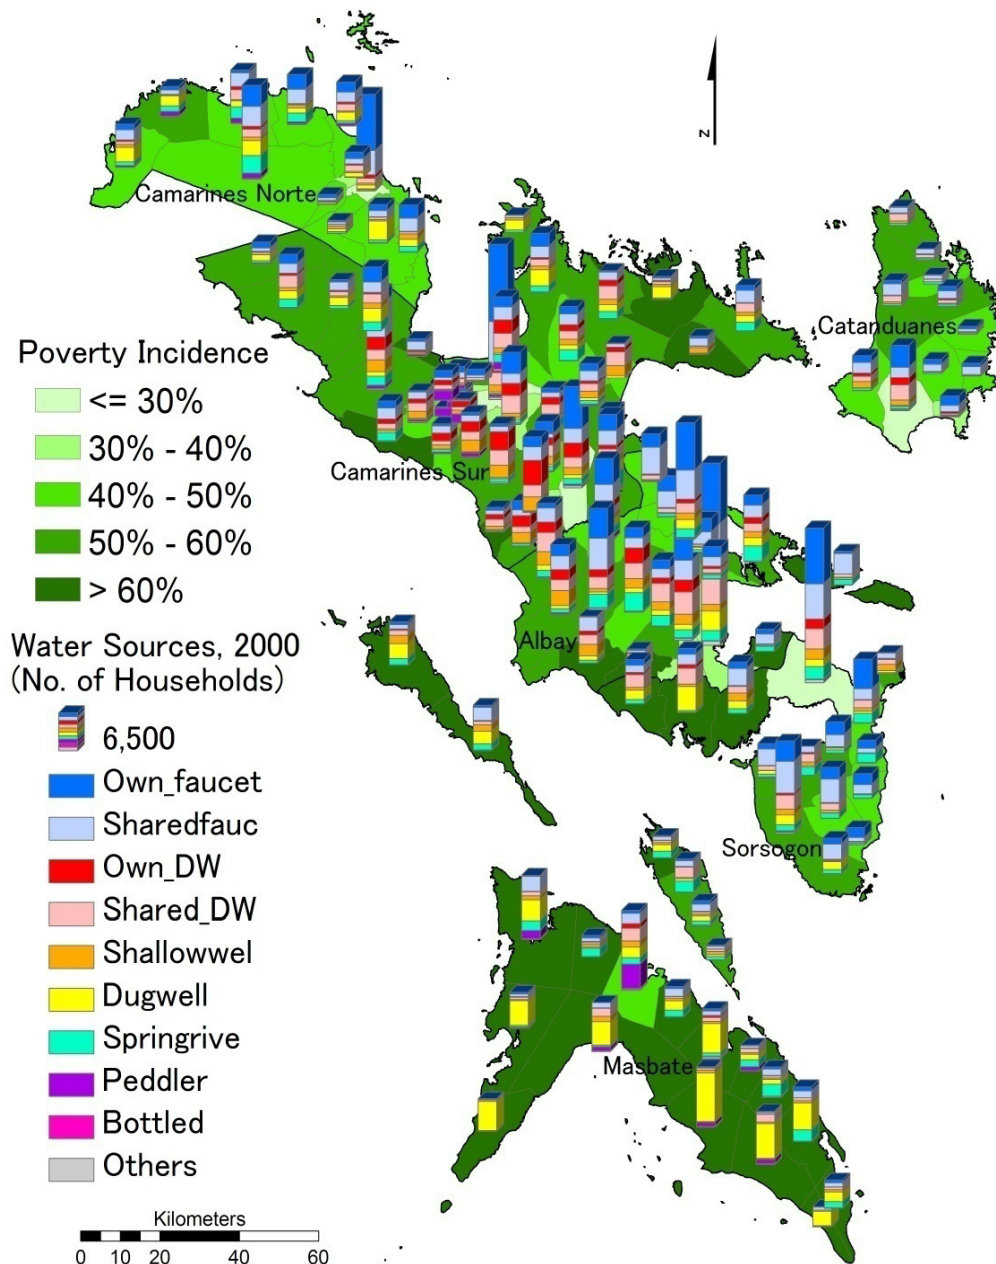 N
Camarines Norte
Catanduanes
Poverty Incidence
<= 30%
30% - 40%
40% - 50%
50% - 60%
> 60%
Camarines Sur
Albay
Water Sources, 2000
(No. of Households)
6,500
Own_faucet
Sharedfauc
Own_DW
Shared_DW
Shallowwel
Dugwell
Springrive
Peddler
Bottled
Others
Sorsogon
Masbate
Kilometers
0 10 20 40 60